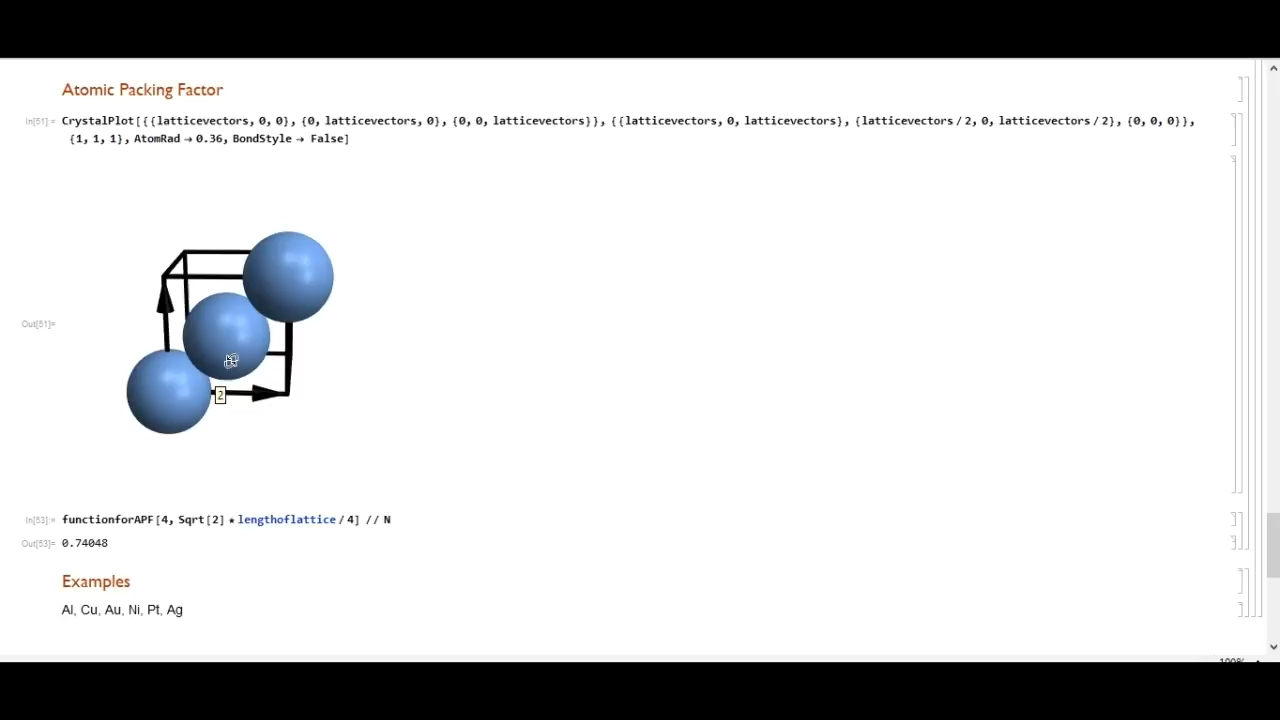 Atomic Packing Factor
In[51]:= CrystalPlot[{{latticevectors, 0, 0}, {0, latticevectors, 0}, {0, 0, latticevectors}}, {{latticevectors, 0, latticevectors}, {latticevectors / 2, 0, latticevectors / 2}, {0, 0, 0}},
{1, 1, 1}, AtomRad → 0.36, BondStyle → False]
Out[51]=
2
In[53]:= functionforAPF[4, Sqrt[2] * lengthoflattice / 4] // N
Out[53]= 0.74048
Examples
Al, Cu, Au, Ni, Pt, Ag
100%